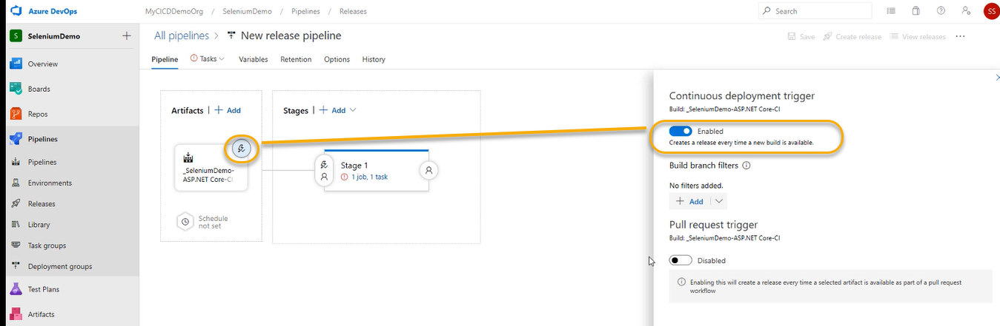 Azure DevOps
MyCICDDemoOrg / SeleniumDemo / Pipelines / Releases
Search
SS
S SeleniumDemo
All pipelines > New release pipeline
Save Create release View releases ...
Overview
Boards
Repos
Pipelines
Pipelines
Environments
Releases
Library
Task groups
Deployment groups
Test Plans
Artifacts
Pipeline Tasks Variables Retention Options History
Artifacts | + Add
Stages | + Add
_SeleniumDemo-
ASP.NET Core-CI
Schedule
not set
Stage 1
1 job, 1 task
Continuous deployment trigger
Build: _SeleniumDemo-ASP.NET Core-CI
Enabled
Creates a release every time a new build is available.
Build branch filters
No filters added.
+ Add
Pull request trigger
Build: _SeleniumDemo-ASP.NET Core-CI
Disabled
Enabling this will create a release every time a selected artifact is available as part of a pull request
workflow